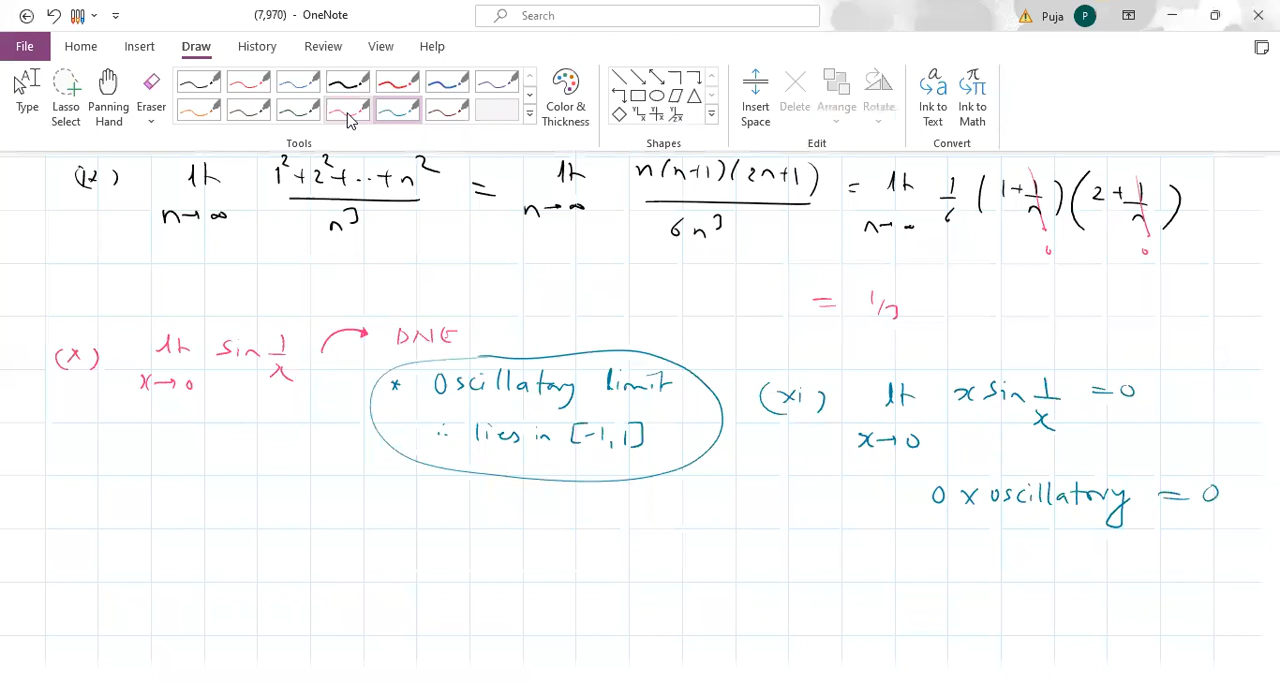 (7,970) - OneNote
Search
Puja
P
File Home Insert Draw History Review View Help
Type
Lasso Select
Panning Hand
Eraser
Color & Thickness
Insert Space
Delete
Arrange
Rotate
Ink to Text
Ink to Math
Tools Shapes Edit Convert
(ix) lt n→∞ 1²+2²+..+n² / n³ = lt n→∞ n(n+1)(2n+1) / 6n³ = lt n→∞ 1/6 (1+1/n)(2+1/n)
0 0
= 1/3
(x) lt x→0 sin 1/x DNE
* Oscillatory limit
∴ lies in [-1,1]
(xi) lt x→0 x sin 1/x = 0
0 x oscillatory = 0